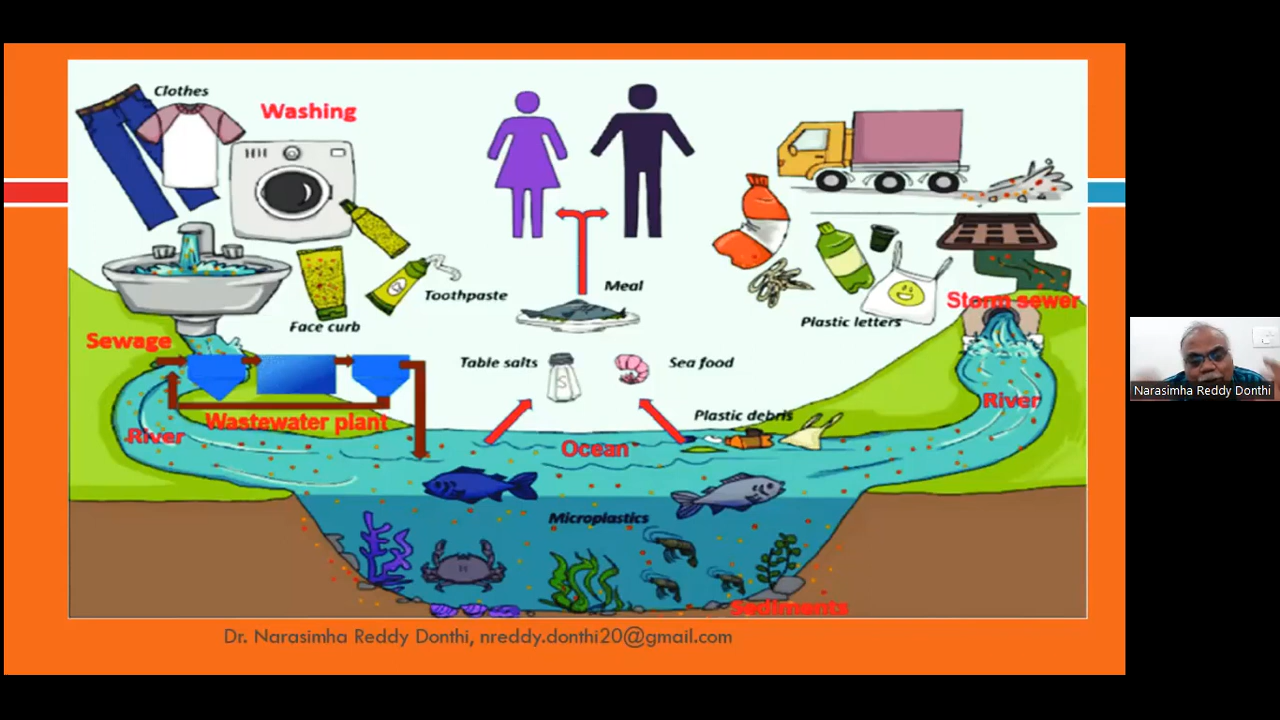 Clothes
Washing
Toothpaste
Face curb
Sewage
Wastewater plant
River
Meal
Table salts
Sea food
Plastic letters
Storm sewer
River
Plastic debris
Ocean
Microplastics
Sediments
S
Dr. Narasimha Reddy Donthi, nreddy.donthi20@gmail.com
Narasimha Reddy Donthi